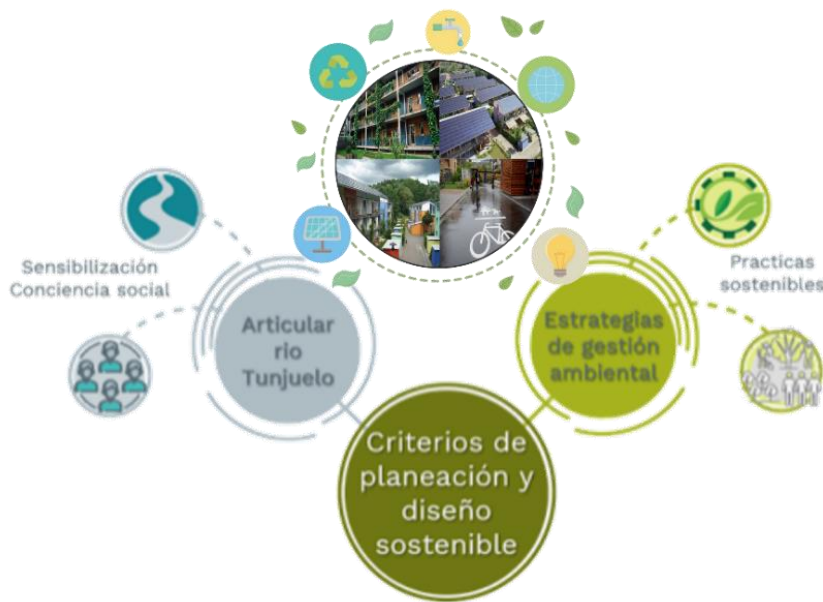 Sensibilización
Conciencia social
Articular
rio
Tunjuelo
Estrategias
de gestión
ambiental
Practicas
sostenibles
Criterios de
planeación y
diseño
sostenible